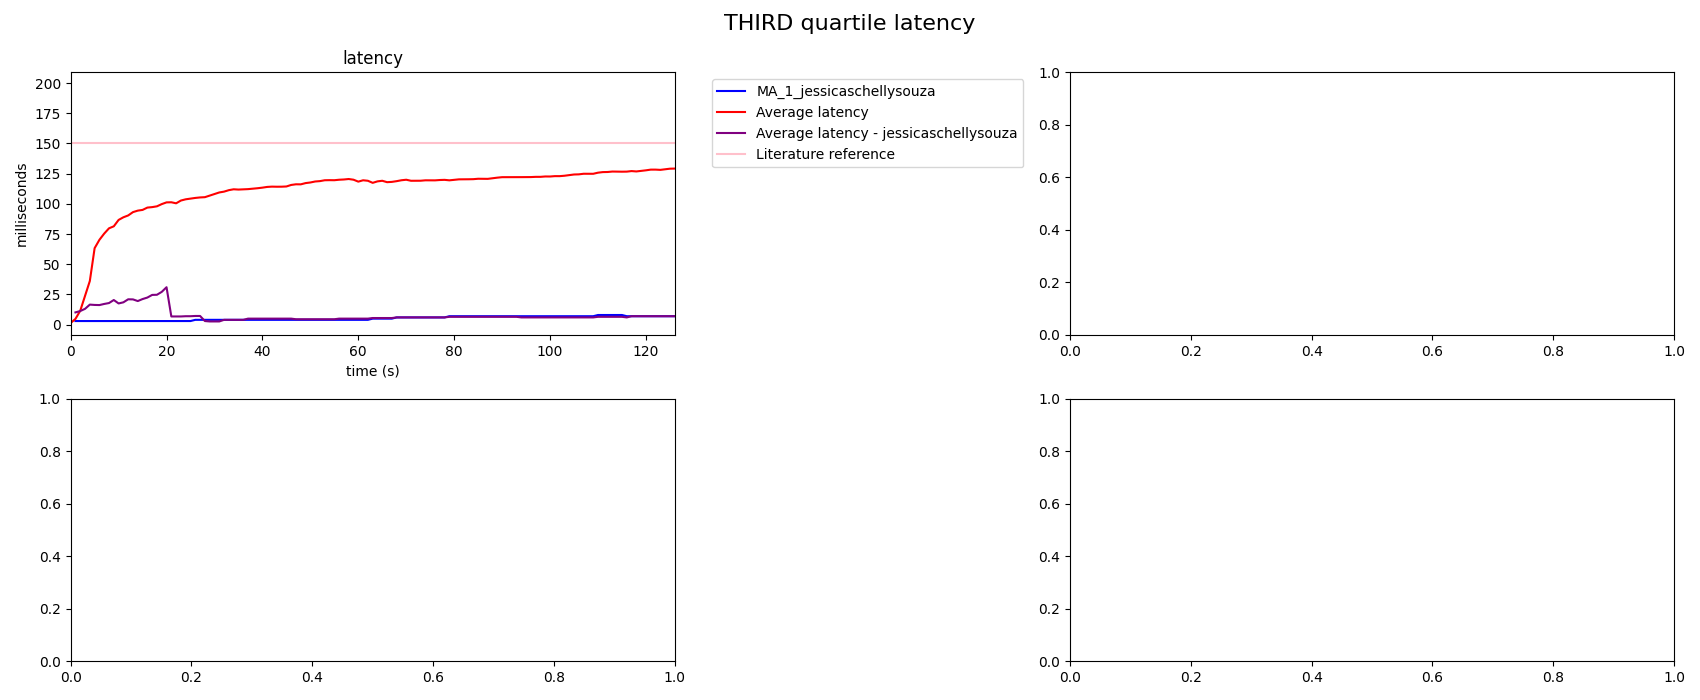 THIRD quartile latency
latency
200
175
150
125
100
75
50
25
0
milliseconds
0 20 40 60 80 100 120
time (s)
MA_1_jessicaschellysouza
Average latency
Average latency - jessicaschellysouza
Literature reference
1.0
0.8
0.6
0.4
0.2
0.0
0.0 0.2 0.4 0.6 0.8 1.0
1.0
0.8
0.6
0.4
0.2
0.0
0.0 0.2 0.4 0.6 0.8 1.0
1.0
0.8
0.6
0.4
0.2
0.0
0.0 0.2 0.4 0.6 0.8 1.0